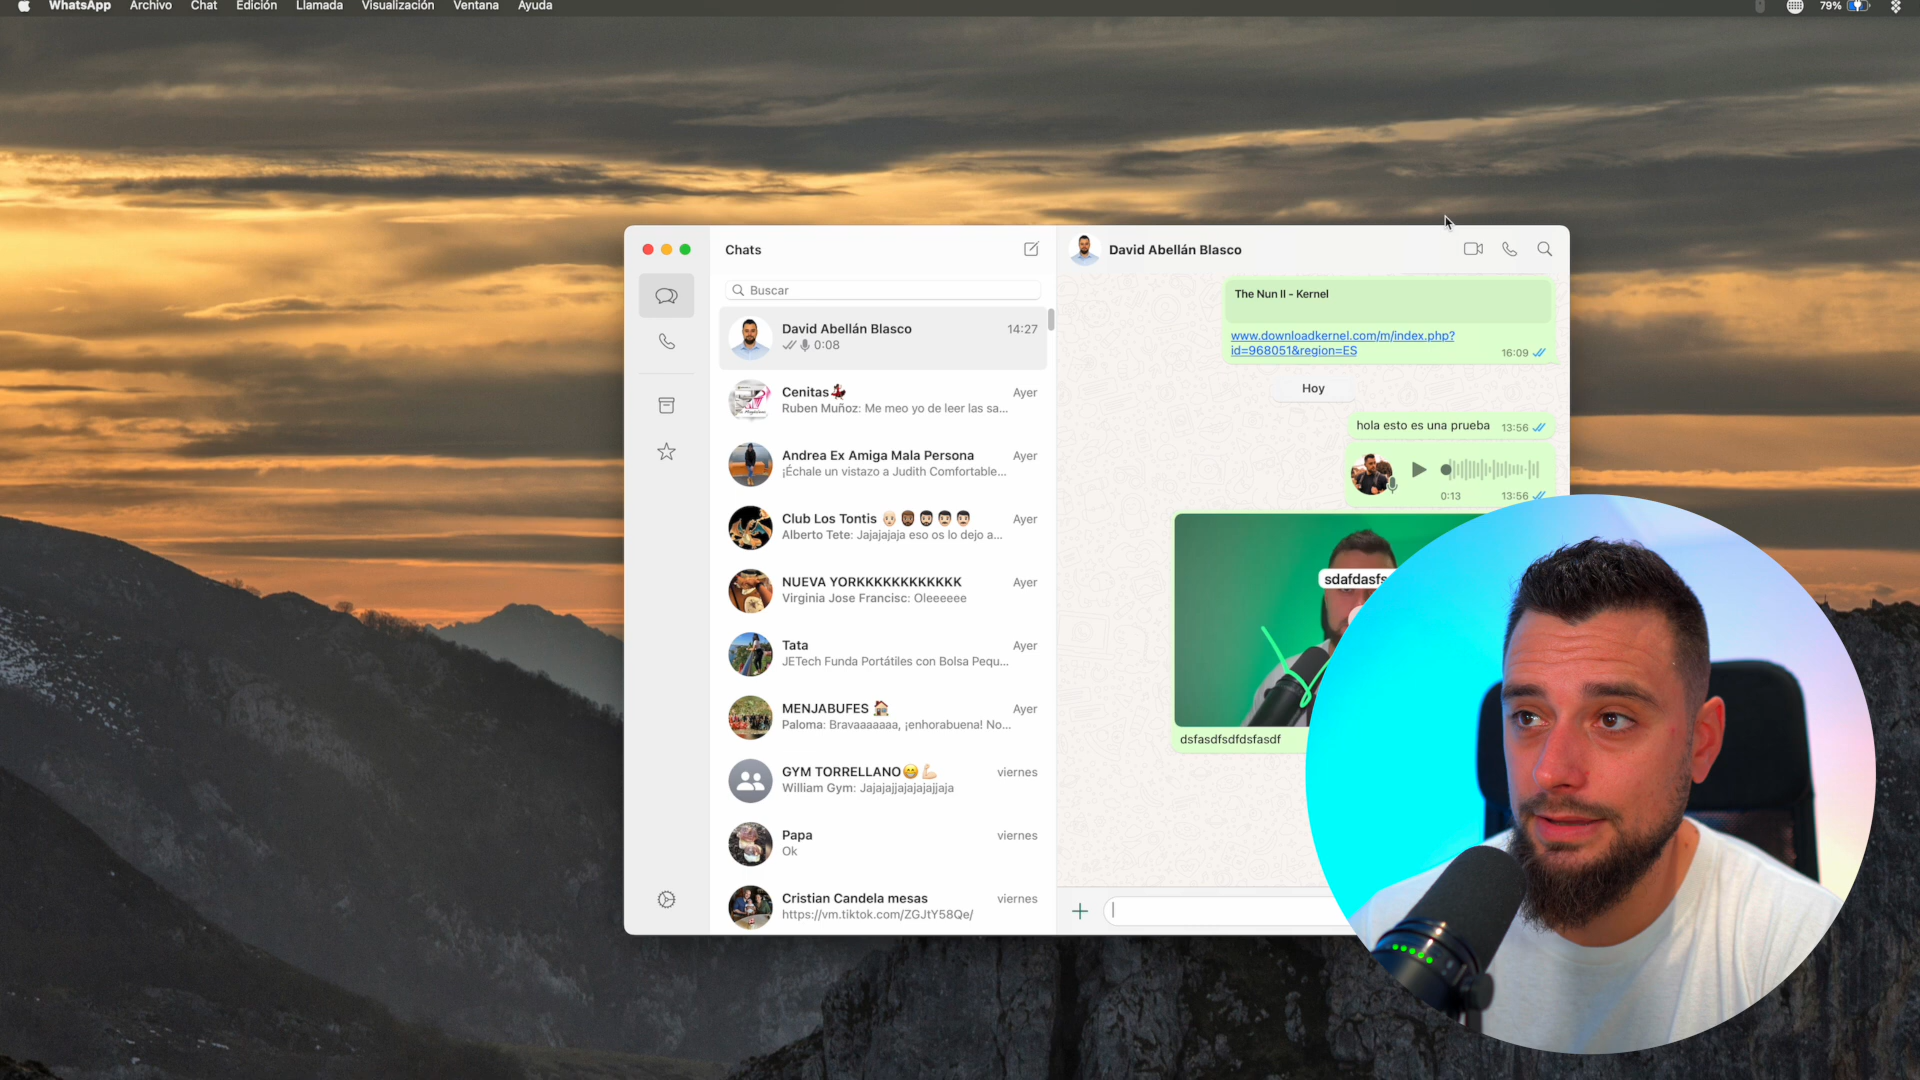 WhatsApp Archivo Chat Edición Llamada Visualización Ventana Ayuda
79%
Chats
Buscar
David Abellán Blasco 14:27
0:08
Cenitas💃 Ayer
Ruben Muñoz: Me meo yo de leer las sa...
Andrea Ex Amiga Mala Persona Ayer
¡Échale un vistazo a Judith Comfortable...
Club Los Tontis Ayer
Alberto Tete: Jajajajaja eso os lo dejo a...
NUEVA YORKKKKKKKKKKKK Ayer
Virginia Jose Francisc: Oleeeeee
Tata Ayer
JETech Funda Portátiles con Bolsa Pequ...
MENJABUFES 🏠 Ayer
Paloma: Bravaaaaaaa, ¡enhorabuena! No...
GYM TORRELLANO😁💪🏻 viernes
William Gym: Jajajajjajajajajjaja
Papa viernes
Ok
Cristian Candela mesas viernes
https://vm.tiktok.com/ZGJtY58Qe/
David Abellán Blasco
The Nun II - Kernel
www.downloadkernel.com/m/index.php?
id=968051&region=ES
16:09
Hoy
hola esto es una prueba 13:56
0:13 13:56
sdafdasfs
dsfasdfsdfdsfasdf